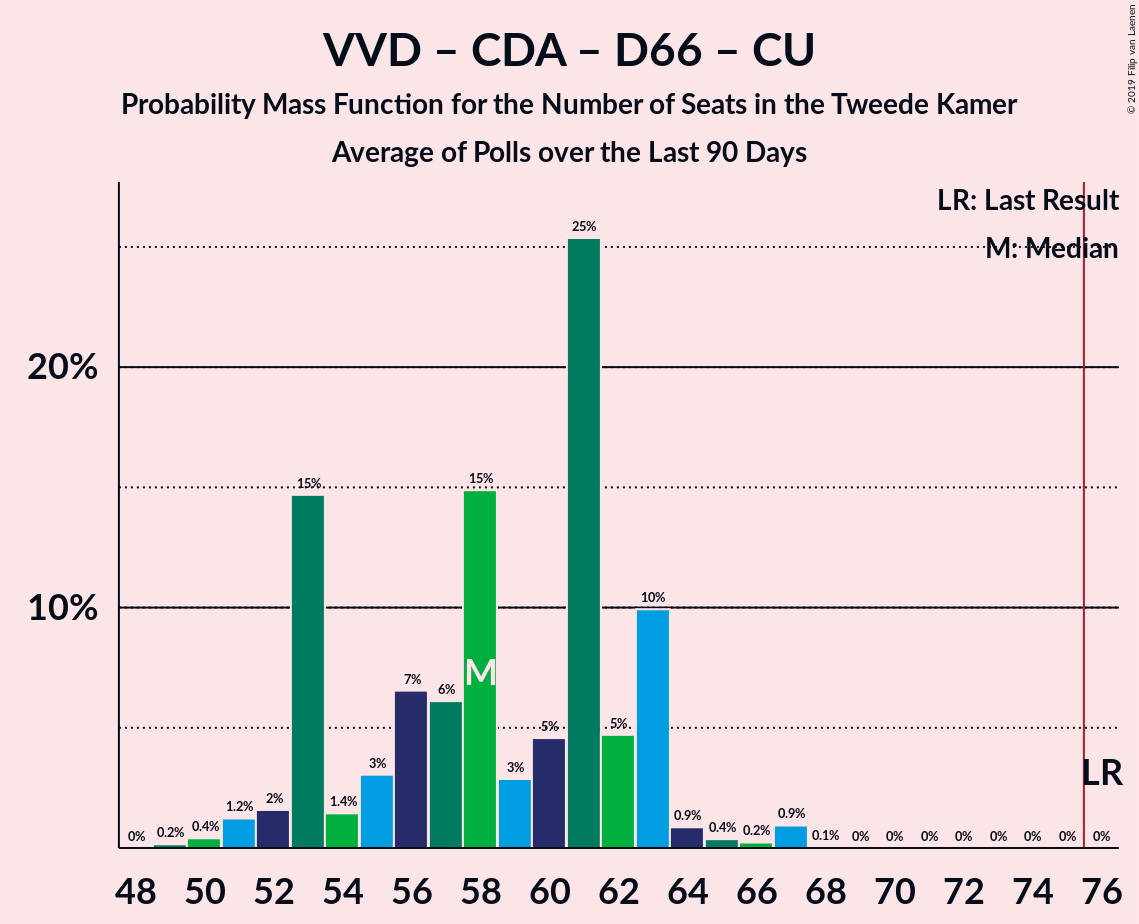 VVD – CDA – D66 – CU
Probability Mass Function for the Number of Seats in the Tweede Kamer
Average of Polls over the Last 90 Days
© 2019 Filip van Laenen
LR: Last Result
M: Median
20%
10%
0% 0.2% 0.4% 1.2% 2% 15% 1.4% 3% 7% 6% 15% 3% 5% 25% 5% 10% 0.9% 0.4% 0.2% 0.9% 0.1% 0% 0% 0% 0% 0% 0% 0% 0%
M
LR
48 50 52 54 56 58 60 62 64 66 68 70 72 74 76